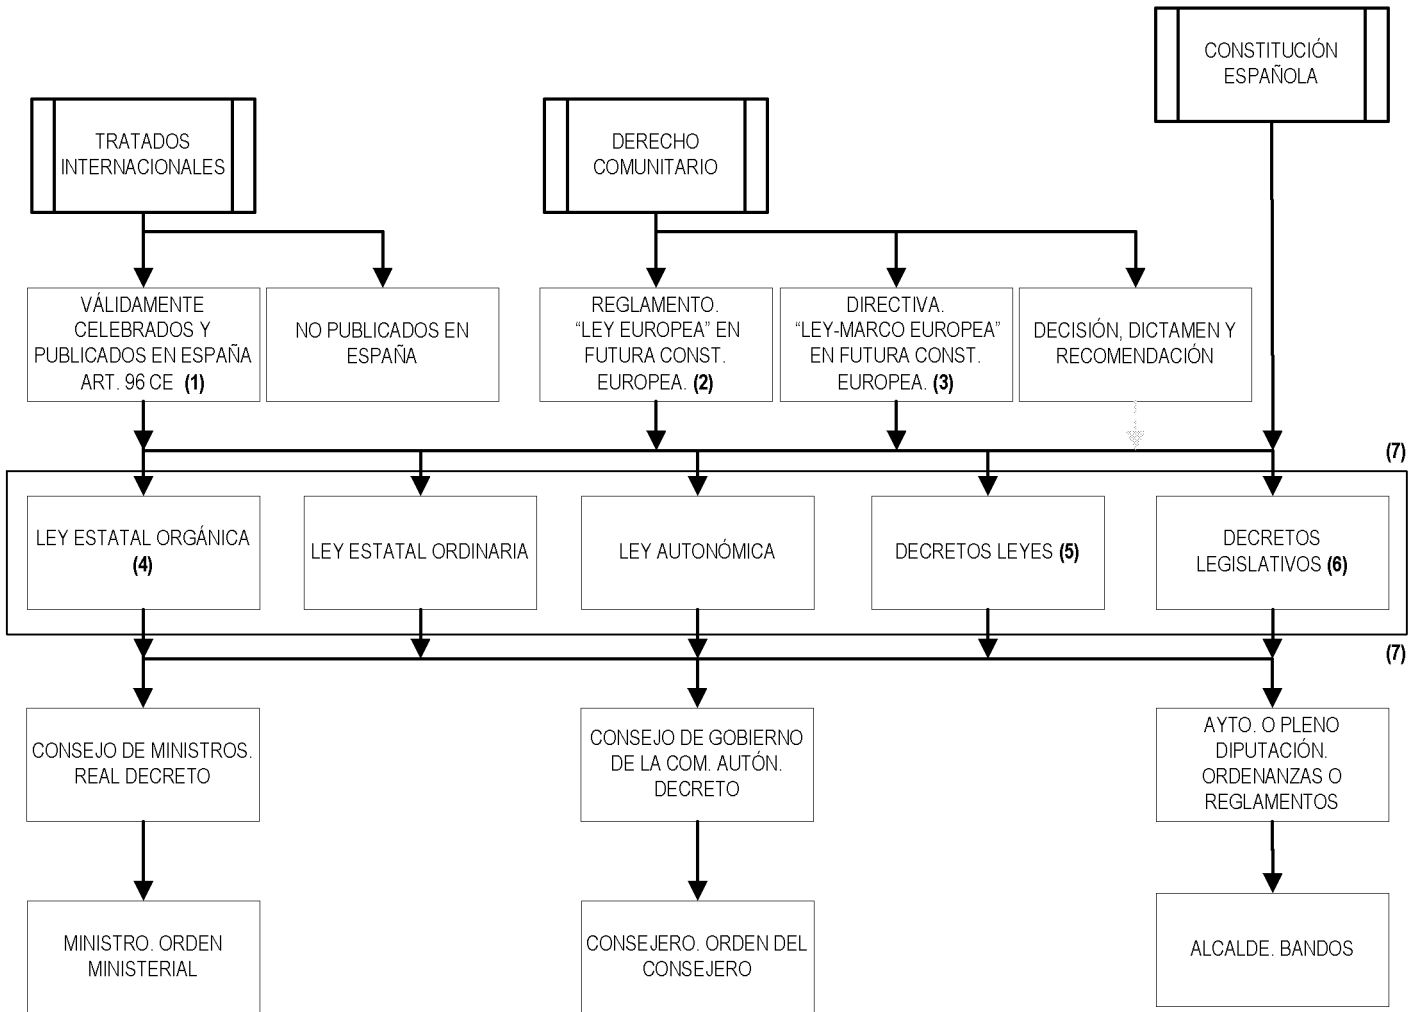 CONSTITUCIÓN
ESPAÑOLA
TRATADOS
INTERNACIONALES
DERECHO
COMUNITARIO
VÁLIDAMENTE
CELEBRADOS Y
PUBLICADOS EN ESPAÑA
ART. 96 CE (1)
NO PUBLICADOS EN
ESPAÑA
REGLAMENTO.
“LEY EUROPEA” EN
FUTURA CONST.
EUROPEA. (2)
DIRECTIVA.
“LEY-MARCO EUROPEA”
EN FUTURA CONST.
EUROPEA. (3)
DECISIÓN, DICTAMEN Y
RECOMENDACIÓN
(7)
LEY ESTATAL ORGÁNICA
(4)
LEY ESTATAL ORDINARIA
LEY AUTONÓMICA
DECRETOS LEYES (5)
DECRETOS
LEGISLATIVOS (6)
(7)
CONSEJO DE MINISTROS.
REAL DECRETO
CONSEJO DE GOBIERNO
DE LA COM. AUTÓN.
DECRETO
AYTO. O PLENO
DIPUTACIÓN.
ORDENANZAS O
REGLAMENTOS
MINISTRO. ORDEN
MINISTERIAL
CONSEJERO. ORDEN DEL
CONSEJERO
ALCALDE. BANDOS